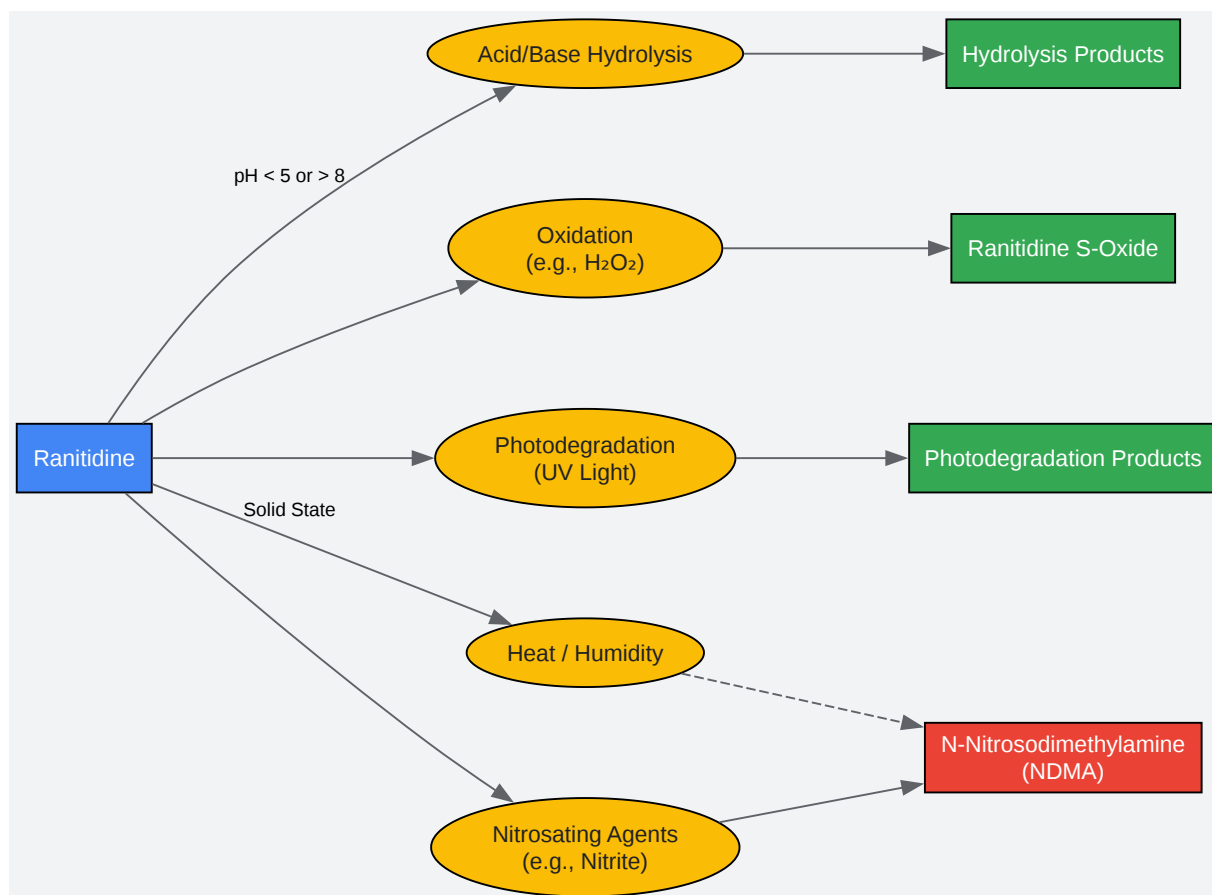 Acid/Base Hydrolysis
Hydrolysis Products
pH < 5 or > 8
Oxidation
(e.g., H₂O₂)
Ranitidine S-Oxide
Ranitidine
Photodegradation
(UV Light)
Photodegradation Products
Solid State
Heat / Humidity
N-Nitrosodimethylamine
(NDMA)
Nitrosating Agents
(e.g., Nitrite)